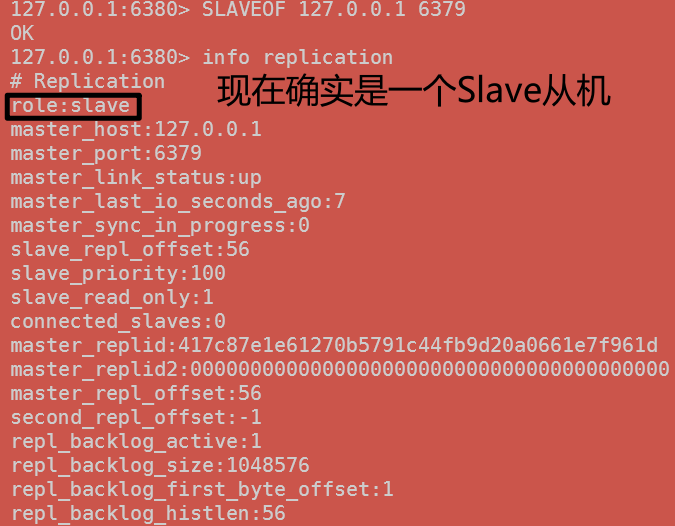 127.0.0.1:6380> SLAVEOF 127.0.0.1 6379
OK
127.0.0.1:6380> info replication
# Replication
role:slave
现在确实是一个Slave从机
master_host:127.0.0.1
master_port:6379
master_link_status:up
master_last_io_seconds_ago:7
master_sync_in_progress:0
slave_repl_offset:56
slave_priority:100
slave_read_only:1
connected_slaves:0
master_replid:417c87e1e61270b5791c44fb9d20a0661e7f961d
master_replid2:0000000000000000000000000000000000000000
master_repl_offset:56
second_repl_offset:-1
repl_backlog_active:1
repl_backlog_size:1048576
repl_backlog_first_byte_offset:1
repl_backlog_histlen:56